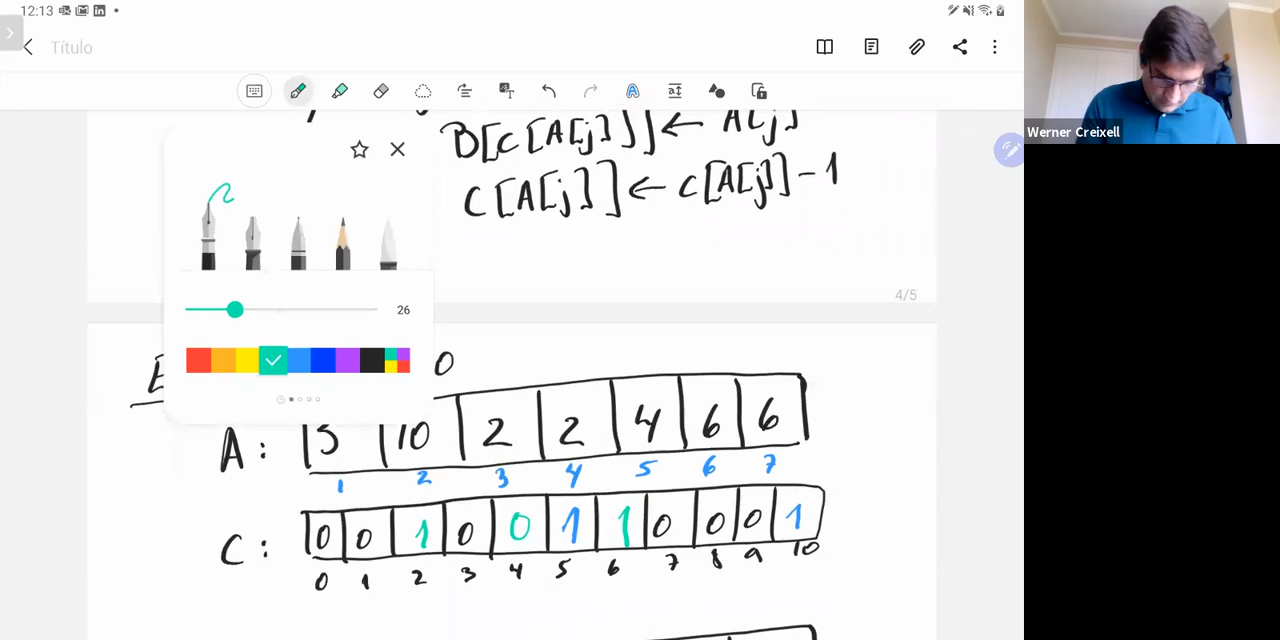 12:13
Título
B[C[A[j]]] ← A[j]
C[A[j]] ← C[A[j]] - 1
26
4/5
E
0
A: 5 10 2 2 4 6 6
1 2 3 4 5 6 7
C: 0 0 1 0 0 1 1 0 0 0 1
0 1 2 3 4 5 6 7 8 9 10
Werner Creixell